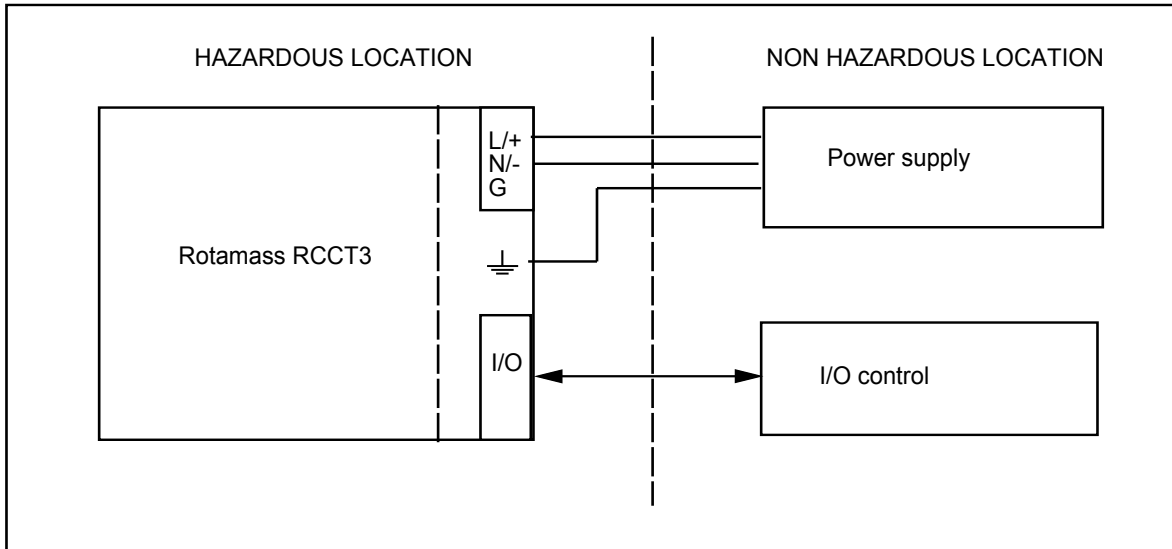 HAZARDOUS LOCATION
NON HAZARDOUS LOCATION
L/+
N/-
G
Power supply
Rotamass RCCT3
I/O
I/O control